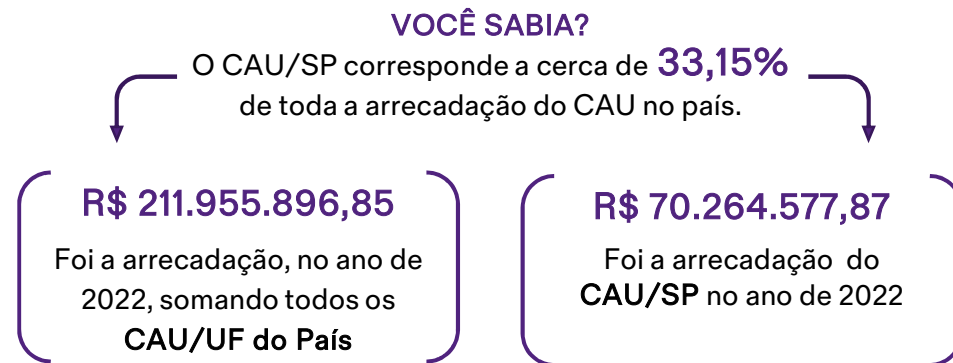 VOCÊ SABIA?
O CAU/SP corresponde a cerca de 33,15%
de toda a arrecadação do CAU no país.
R$ 211.955.896,85
Foi a arrecadação, no ano de
2022, somando todos os
CAU/UF do País
R$ 70.264.577,87
Foi a arrecadação do
CAU/SP no ano de 2022